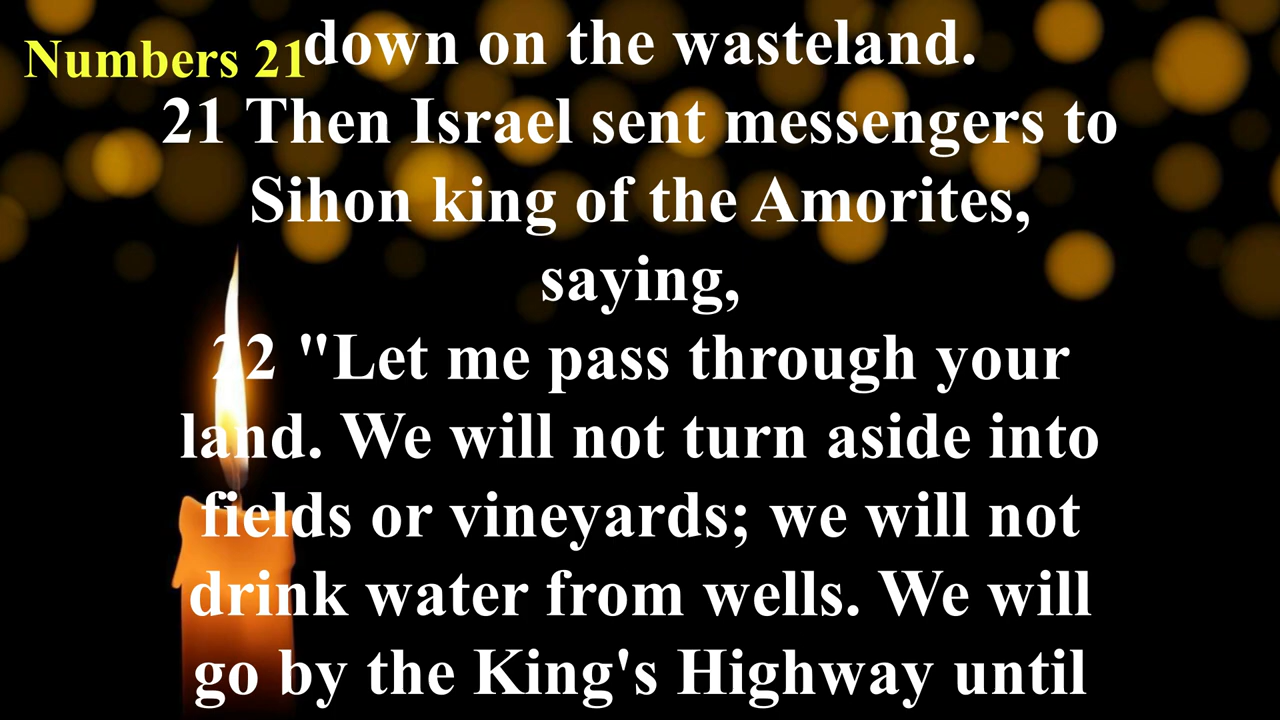 Numbers 21
down on the wasteland.
21 Then Israel sent messengers to
Sihon king of the Amorites,
saying,
22 "Let me pass through your
land. We will not turn aside into
fields or vineyards; we will not
drink water from wells. We will
go by the King's Highway until